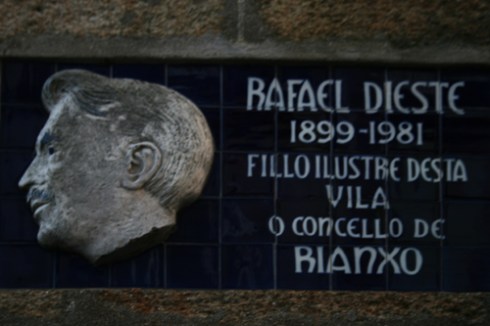 RAFAEL DIESTE
1899-1981
FILLO ILUSTRE DESTA
VILA
O CONCELLO DE
RIANXO